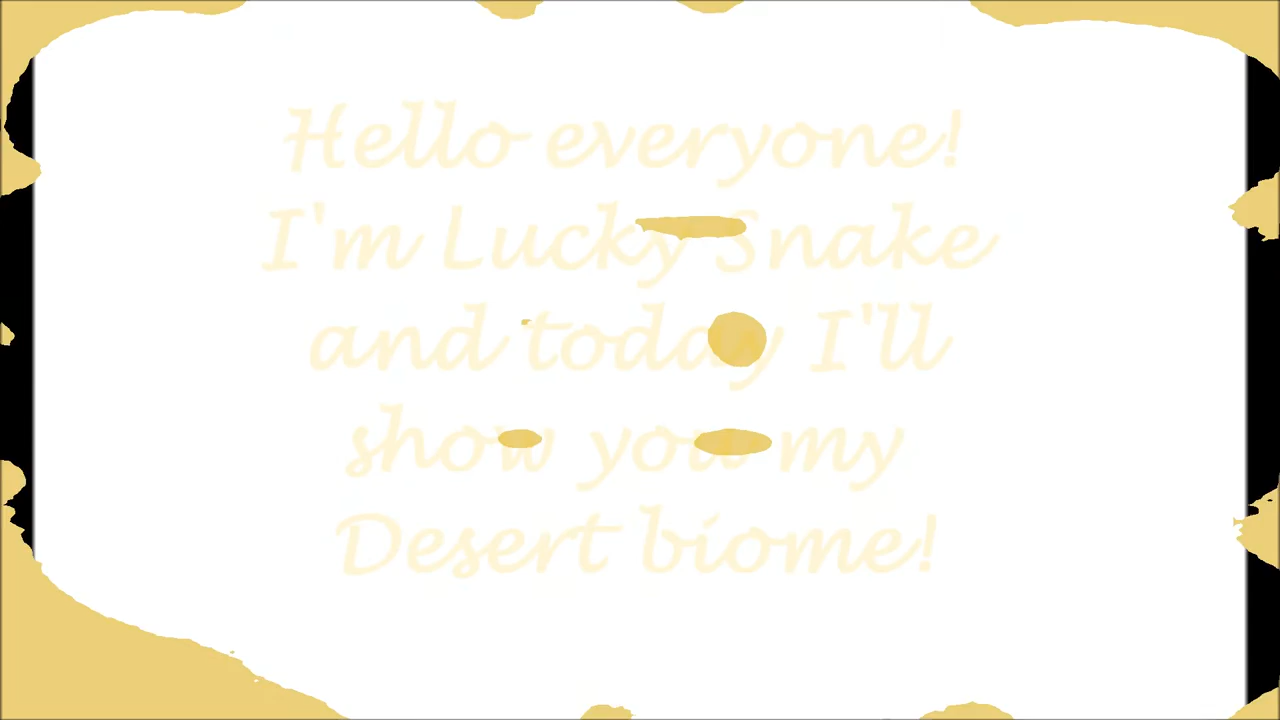 Hello everyone!
I'm Lucky Snake
and today I'll
show you my
Desert biome!